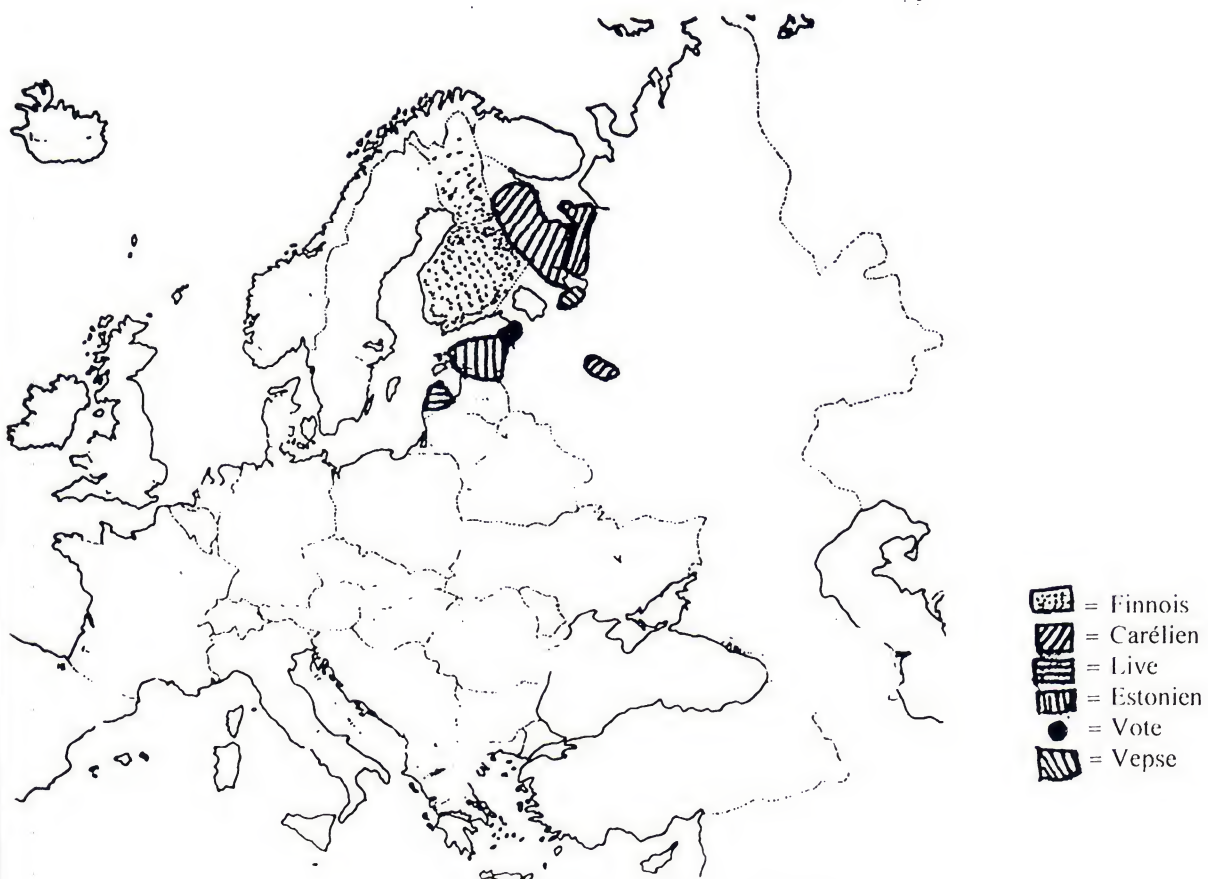 = Finnois
= Carélien
= Live
= Estonien
= Vote
= Vepse